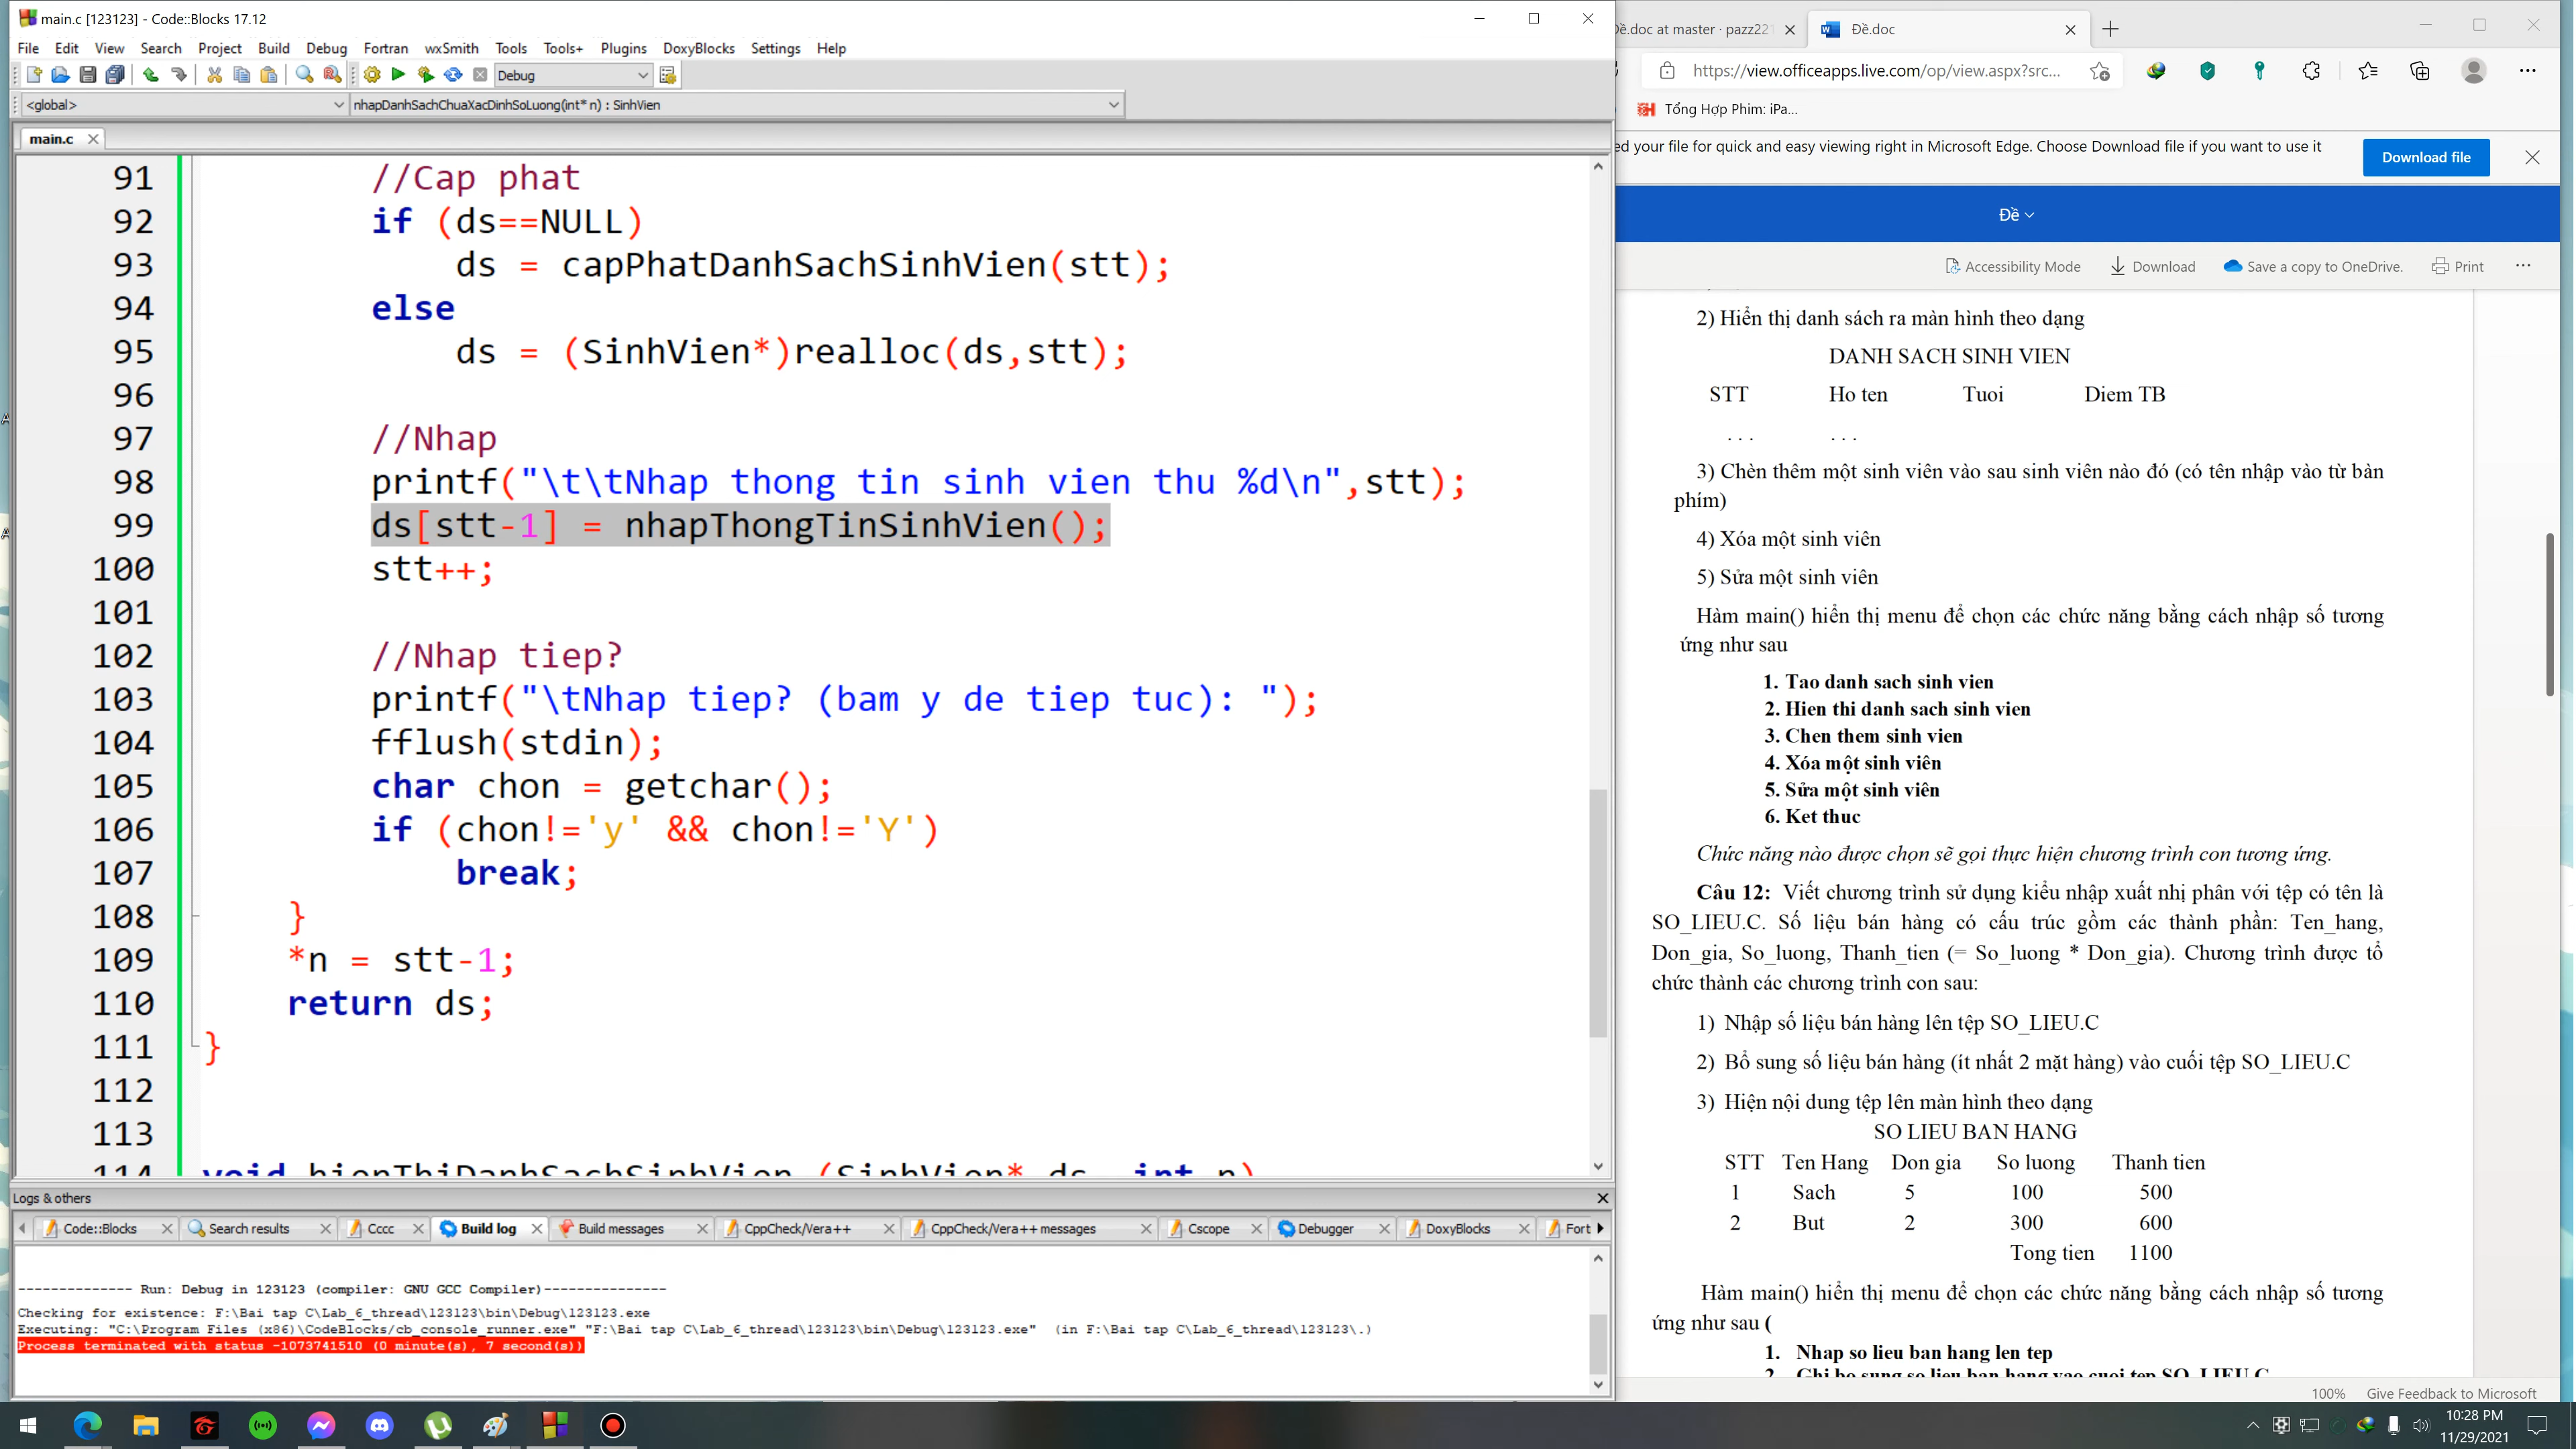 main.c [123123] - Code::Blocks 17.12
File Edit View Search Project Build Debug Fortran wxSmith Tools Tools+ Plugins DoxyBlocks Settings Help
Debug
<global>
nhapDanhSachChuaXacDinhSoLuong(int* n) : SinhVien
main.c
91 //Cap phat
92 if (ds==NULL)
93 ds = capPhatDanhSachSinhVien(stt);
94 else
95 ds = (SinhVien*)realloc(ds,stt);
96
97 //Nhap
98 printf("\t\tNhap thong tin sinh vien thu %d\n",stt);
99 ds[stt-1] = nhapThongTinSinhVien();
100 stt++;
101
102 //Nhap tiep?
103 printf("\tNhap tiep? (bam y de tiep tuc): ");
104 fflush(stdin);
105 char chon = getchar();
106 if (chon!='y' && chon!='Y')
107 break;
108 }
109 *n = stt-1;
110 return ds;
111 }
112
113
114 void hienThiDanhSachSinhVien (SinhVien* ds, int n)
Logs & others
Code::Blocks Search results Cccc Build log Build messages CppCheck/Vera++ CppCheck/Vera++ messages Cscope Debugger DoxyBlocks Fort
-------------- Run: Debug in 123123 (compiler: GNU GCC Compiler)---------------
Checking for existence: F:\Bai tap C\Lab_6_thread\123123\bin\Debug\123123.exe
Executing: "C:\Program Files (x86)\CodeBlocks/cb_console_runner.exe" "F:\Bai tap C\Lab_6_thread\123123\bin\Debug\123123.exe" (in F:\Bai tap C\Lab_6_thread\123123\.)
Process terminated with status -1073741510 (0 minute(s), 7 second(s))
Đề.doc at master · pazz22
Đề.doc
https://view.officeapps.live.com/op/view.aspx?src...
Tổng Hợp Phim: iPa...
ed your file for quick and easy viewing right in Microsoft Edge. Choose Download file if you want to use it
Download file
Đề
Accessibility Mode Download Save a copy to OneDrive. Print
2) Hiển thị danh sách ra màn hình theo dạng
DANH SACH SINH VIEN
STT Ho ten Tuoi Diem TB
. . . . . .
3) Chèn thêm một sinh viên vào sau sinh viên nào đó (có tên nhập vào từ bàn
phím)
4) Xóa một sinh viên
5) Sửa một sinh viên
Hàm main() hiển thị menu để chọn các chức năng bằng cách nhập số tương
ứng như sau
1. Tao danh sach sinh vien
2. Hien thi danh sach sinh vien
3. Chen them sinh vien
4. Xóa một sinh viên
5. Sửa một sinh viên
6. Ket thuc
Chức năng nào được chọn sẽ gọi thực hiện chương trình con tương ứng.
Câu 12: Viết chương trình sử dụng kiểu nhập xuất nhị phân với tệp có tên là
SO_LIEU.C. Số liệu bán hàng có cấu trúc gồm các thành phần: Ten_hang,
Don_gia, So_luong, Thanh_tien (= So_luong * Don_gia). Chương trình được tổ
chức thành các chương trình con sau:
1) Nhập số liệu bán hàng lên tệp SO_LIEU.C
2) Bổ sung số liệu bán hàng (ít nhất 2 mặt hàng) vào cuối tệp SO_LIEU.C
3) Hiện nội dung tệp lên màn hình theo dạng
SO LIEU BAN HANG
STT Ten Hang Don gia So luong Thanh tien
1 Sach 5 100 500
2 But 2 300 600
Tong tien 1100
Hàm main() hiển thị menu để chọn các chức năng bằng cách nhập số tương
ứng như sau (
1. Nhap so lieu ban hang len tep
2. Ghi bo sung so lieu ban hang vao cuoi tep SO_LIEU.C
100% Give Feedback to Microsoft
10:28 PM
11/29/2021